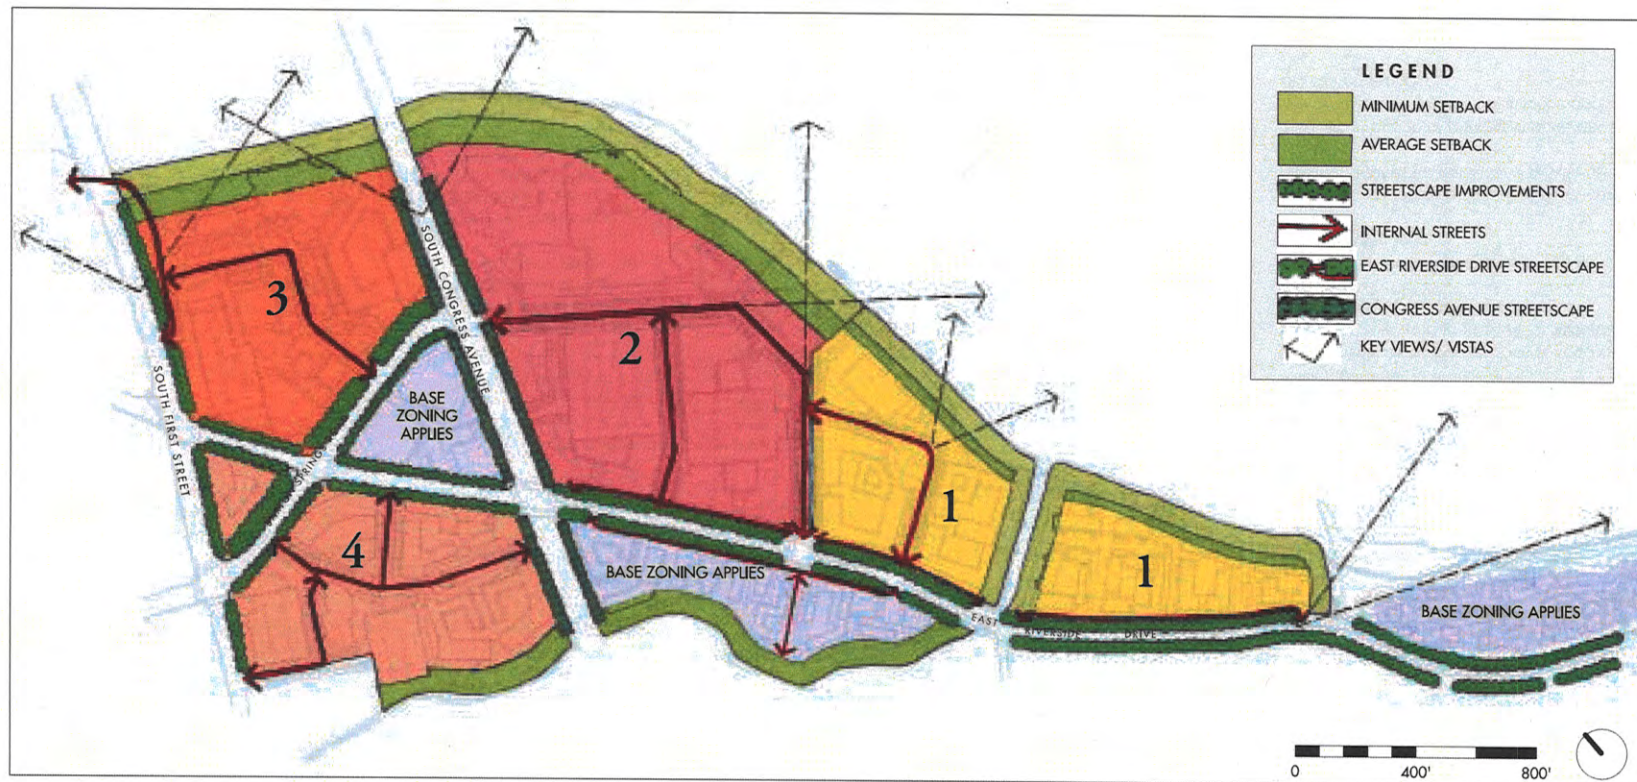 LEGEND
MINIMUM SETBACK
AVERAGE SETBACK
STREETSCAPE IMPROVEMENTS
INTERNAL STREETS
EAST RIVERSIDE DRIVE STREETSCAPE
CONGRESS AVENUE STREETSCAPE
KEY VIEWS/ VISTAS
SOUTH CONGRESS AVENUE
3
2
SOUTH FIRST STREET
BASE
ZONING
APPLIES
SPRING
1
4
BASE ZONING APPLIES
1
EAST RIVERSIDE DRIVE
BASE ZONING APPLIES
0 400' 800'